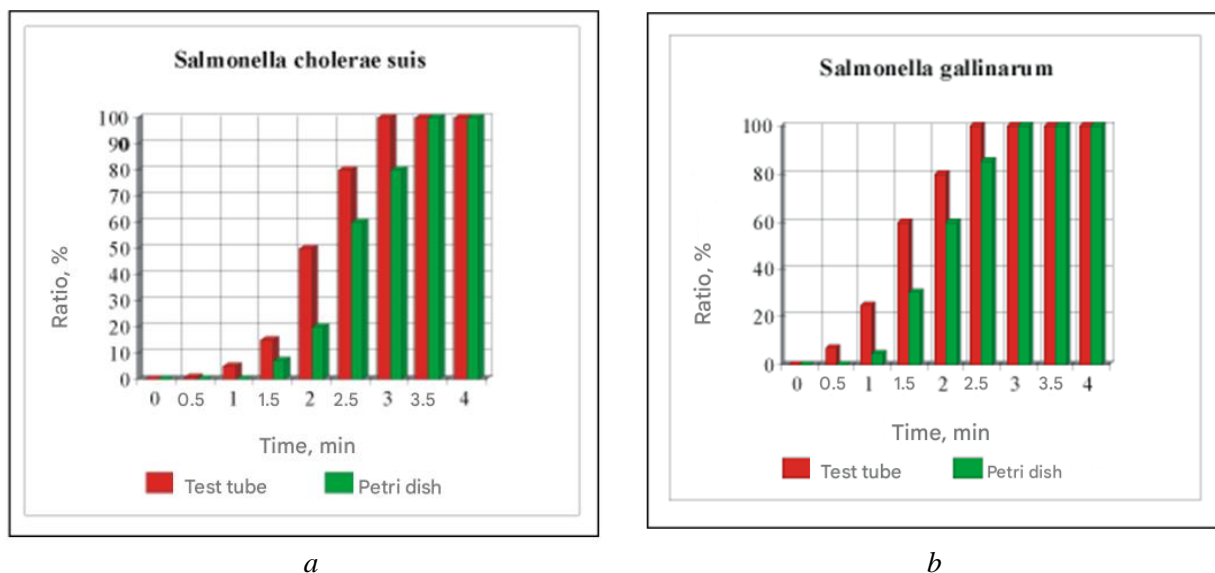 Salmonella cholerae suis
100
90
80
70
60
50
40
30
20
10
0
Ratio, %
0 0.5 1 1.5 2 2.5 3 3.5 4
Time, min
Test tube Petri dish
a
Salmonella gallinarum
100
80
60
40
20
0
Ratio, %
0 0.5 1 1.5 2 2.5 3 3.5 4
Time, min
Test tube Petri dish
b